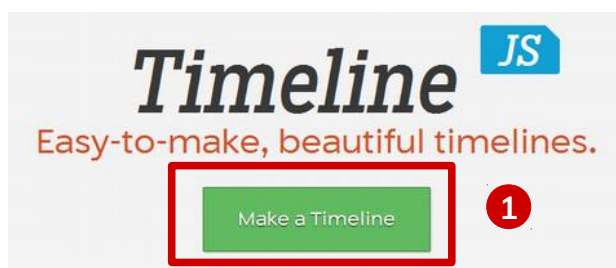 JS
Timeline
Easy-to-make, beautiful timelines.
Make a Timeline
1